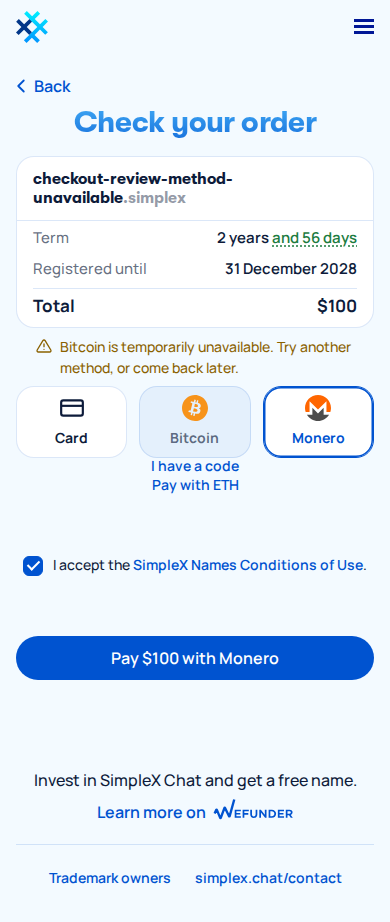 Back
Check your order
checkout-review-method-
unavailable.simplex
Term 2 years and 56 days
Registered until 31 December 2028
Total $100
Bitcoin is temporarily unavailable. Try another
method, or come back later.
Card Bitcoin Monero
I have a code
Pay with ETH
I accept the SimpleX Names Conditions of Use.
Pay $100 with Monero
Invest in SimpleX Chat and get a free name.
Learn more on WEFUNDER
Trademark owners simplex.chat/contact